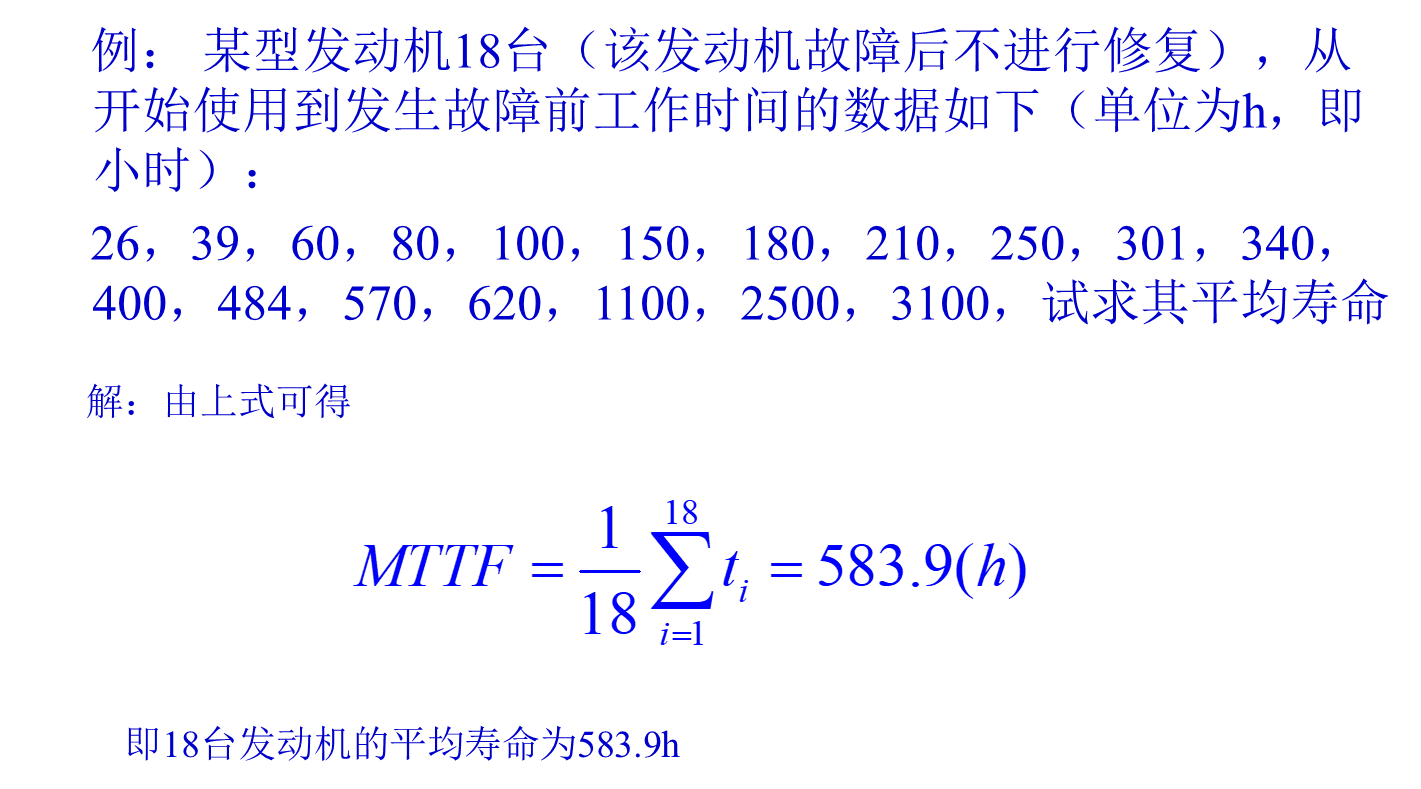 例： 某型发动机18台（该发动机故障后不进行修复），从
开始使用到发生故障前工作时间的数据如下（单位为h，即
小时）：
26，39，60，80，100，150，180，210，250，301，340，
400，484，570，620，1100，2500，3100，试求其平均寿命
解：由上式可得
MTTF = \frac{1}{18} \sum_{i=1}^{18} t_i = 583.9(h)
即18台发动机的平均寿命为583.9h